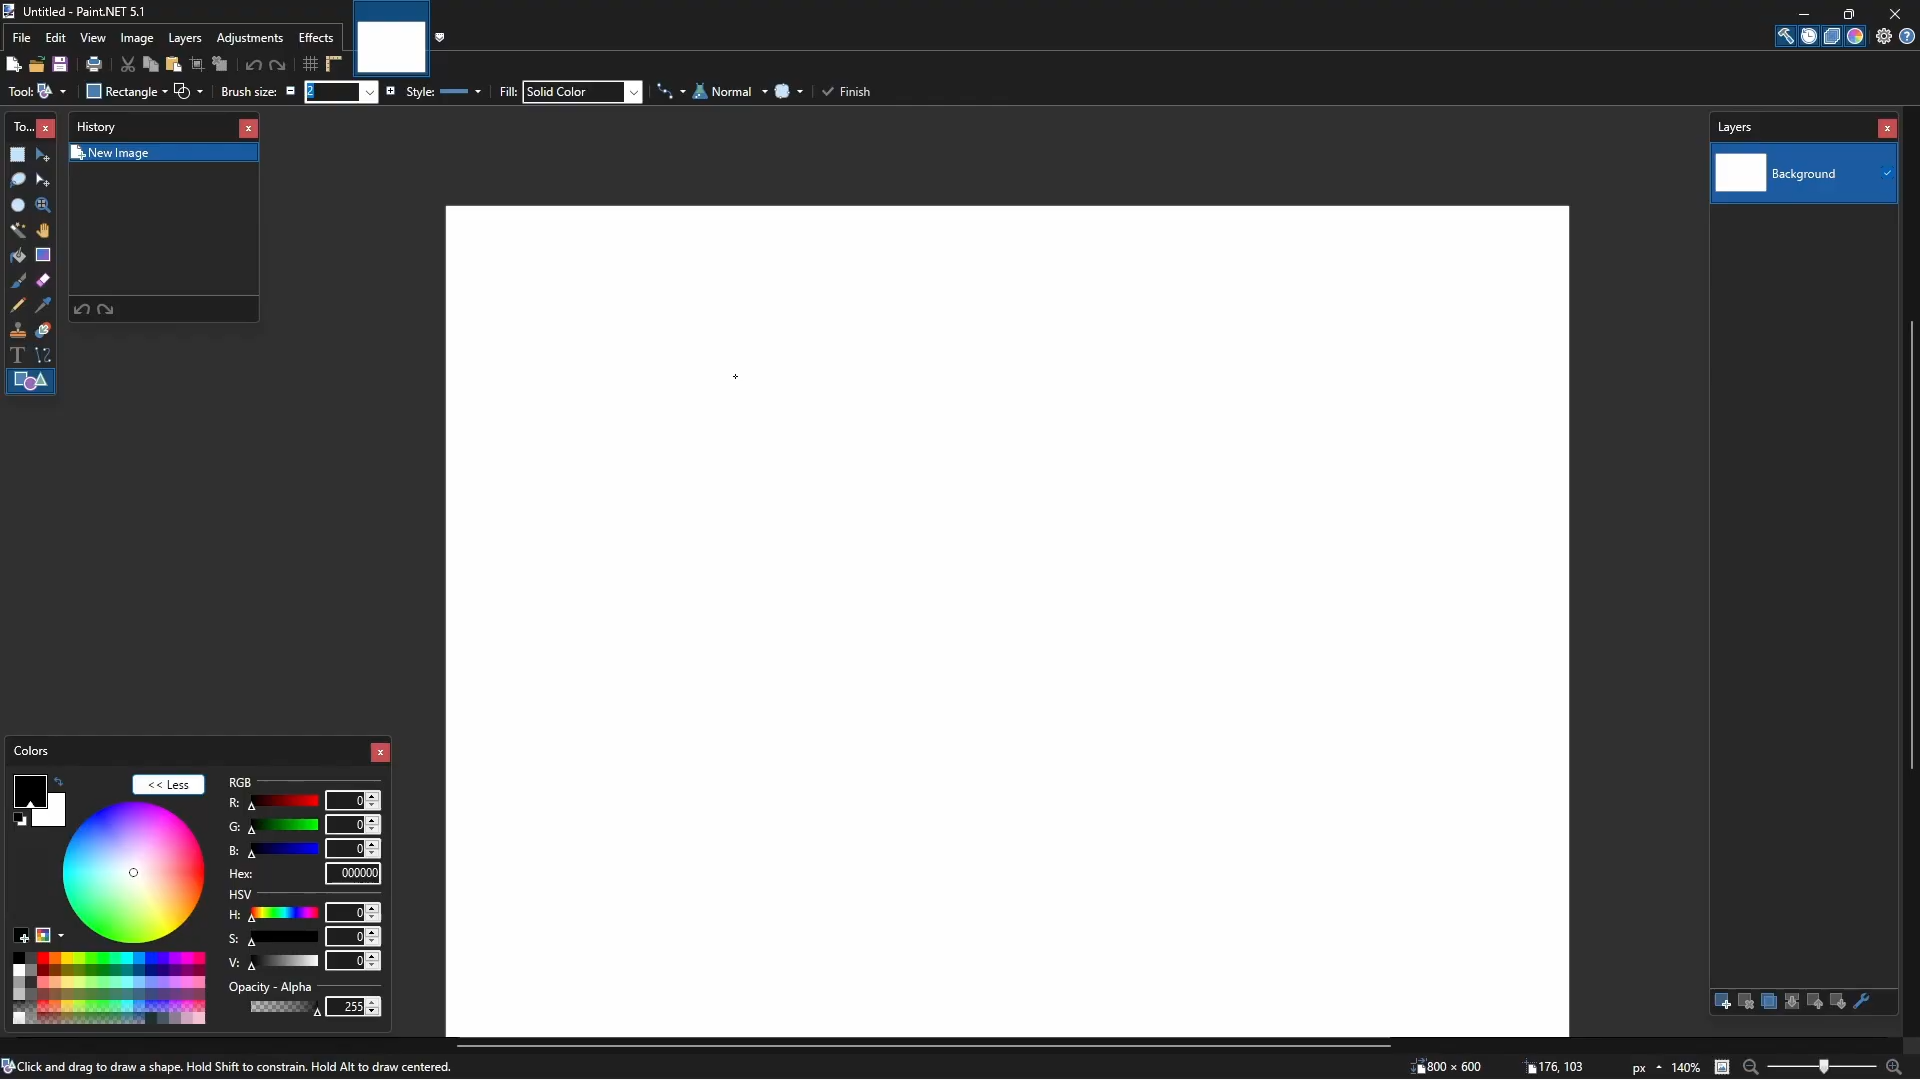 Untitled - Paint.NET 5.1
File Edit View Image Layers Adjustments Effects
Tool: Rectangle Brush size: 2 Style: Fill: Solid Color Normal Finish
To...
History
New Image
Layers
Background
Colors
<< Less
RGB
R: 0
G: 0
B: 0
Hex: 000000
HSV
H: 0
S: 0
V: 0
Opacity - Alpha
255
Click and drag to draw a shape. Hold Shift to constrain. Hold Alt to draw centered.
800 × 600 176, 103 px 140%